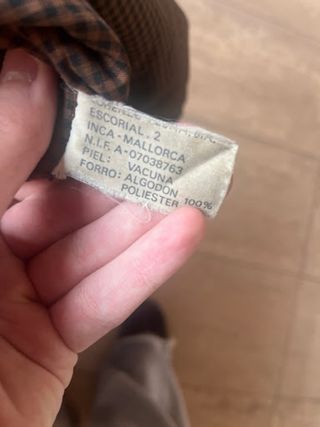 ESCORIAL, 2
INCA - MALLORCA
N.I.F. A-07038763
PIEL: VACUNA
FORRO: ALGODON
POLIESTER 100%